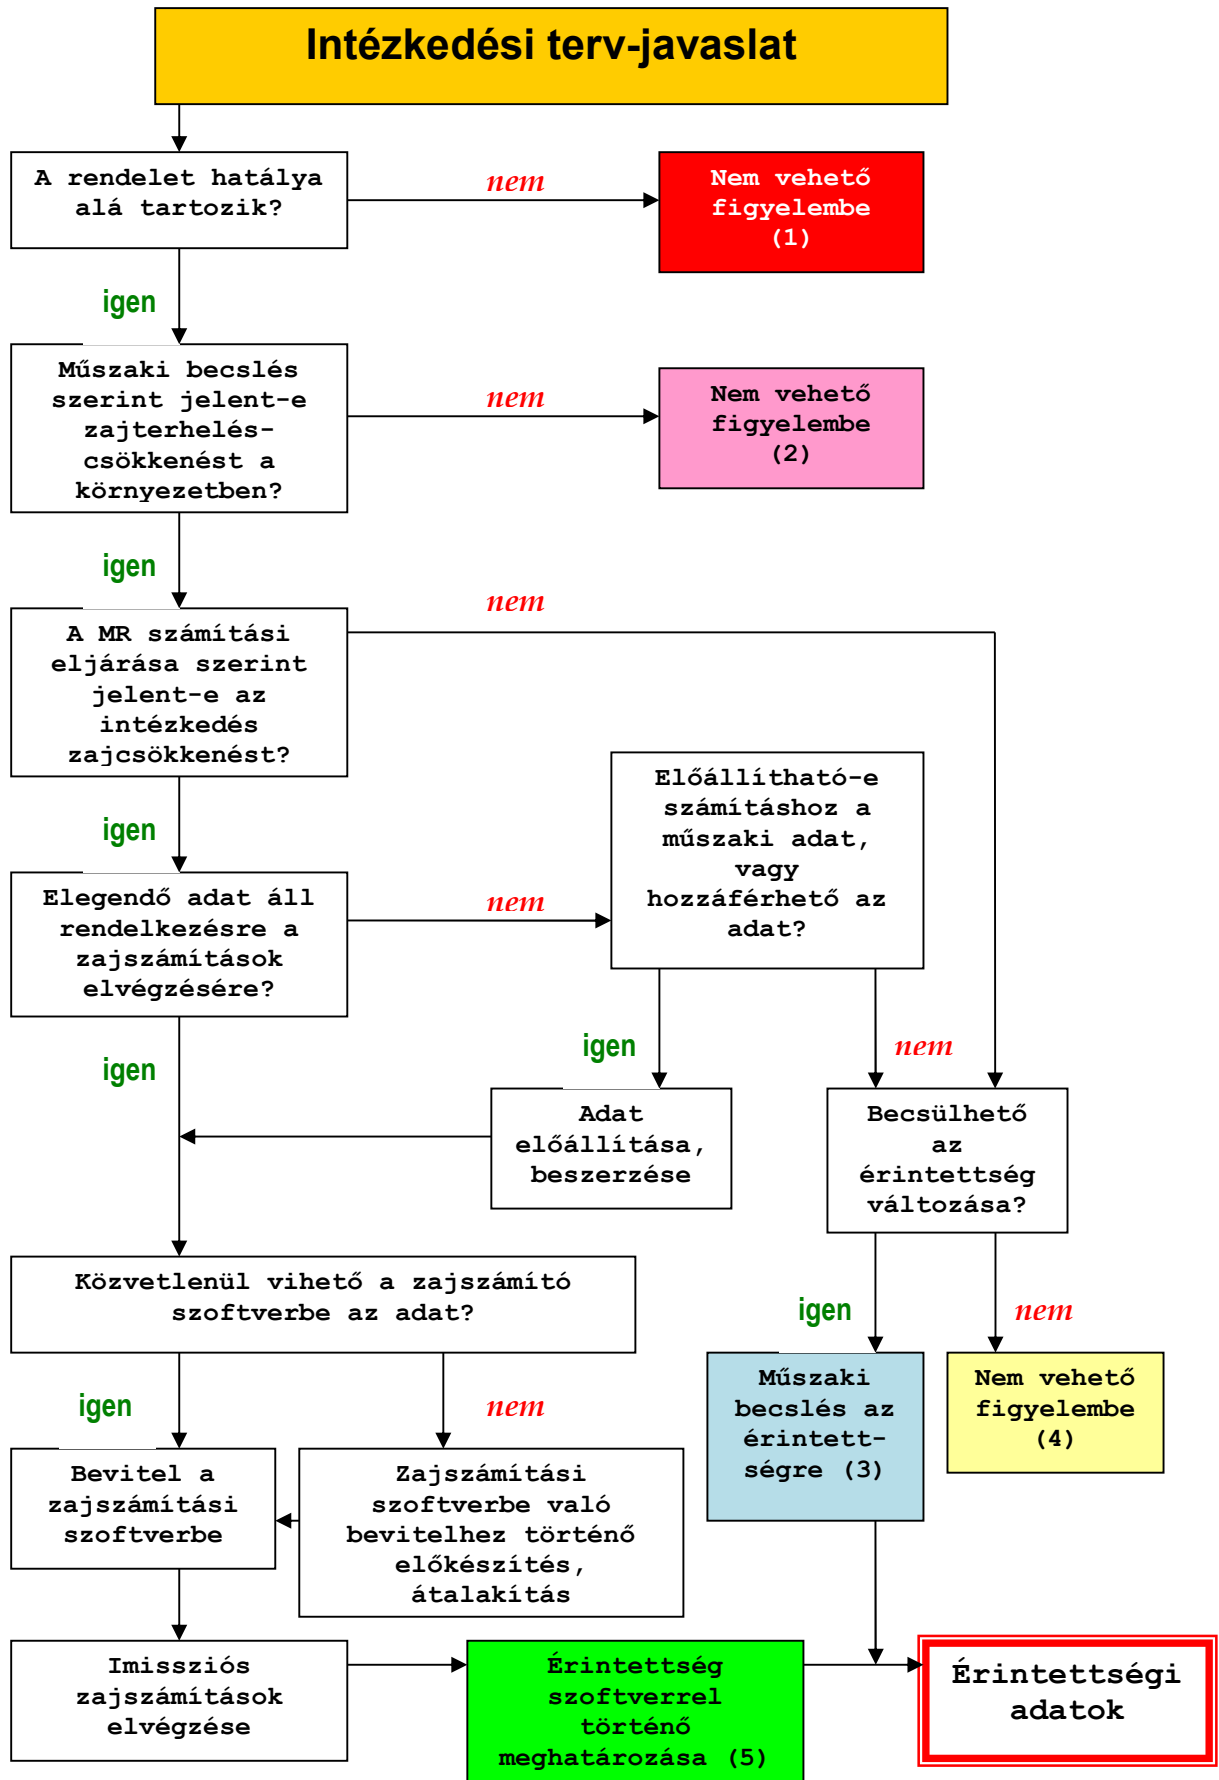 Intézkedési terv-javaslat
A rendelet hatálya
alá tartozik?
nem
Nem vehető
figyelembe
(1)
igen
Műszaki becslés
szerint jelent-e
zajterhelés-
csökkenést a
környezetben?
nem
Nem vehető
figyelembe
(2)
igen
A MR számítási
eljárása szerint
jelent-e az
intézkedés
zajcsökkenést?
nem
igen
Előállítható-e
számításhoz a
műszaki adat,
vagy
hozzáférhető az
adat?
Elegendő adat áll
rendelkezésre a
zajszámítások
elvégzésére?
nem
igen
igen
nem
Adat
előállítása,
beszerzése
Becsülhető
az
érintettség
változása?
Közvetlenül vihető a zajszámító
szoftverbe az adat?
igen
nem
igen
nem
Műszaki
becslés az
érintett-
ségre (3)
Nem vehető
figyelembe
(4)
Bevitel a
zajszámítási
szoftverbe
Zajszámítási
szoftverbe való
bevitelhez történő
előkészítés,
átalakítás
Imissziós
zajszámítások
elvégzése
Érintettség
szoftverrel
történő
meghatározása (5)
Érintettségi
adatok